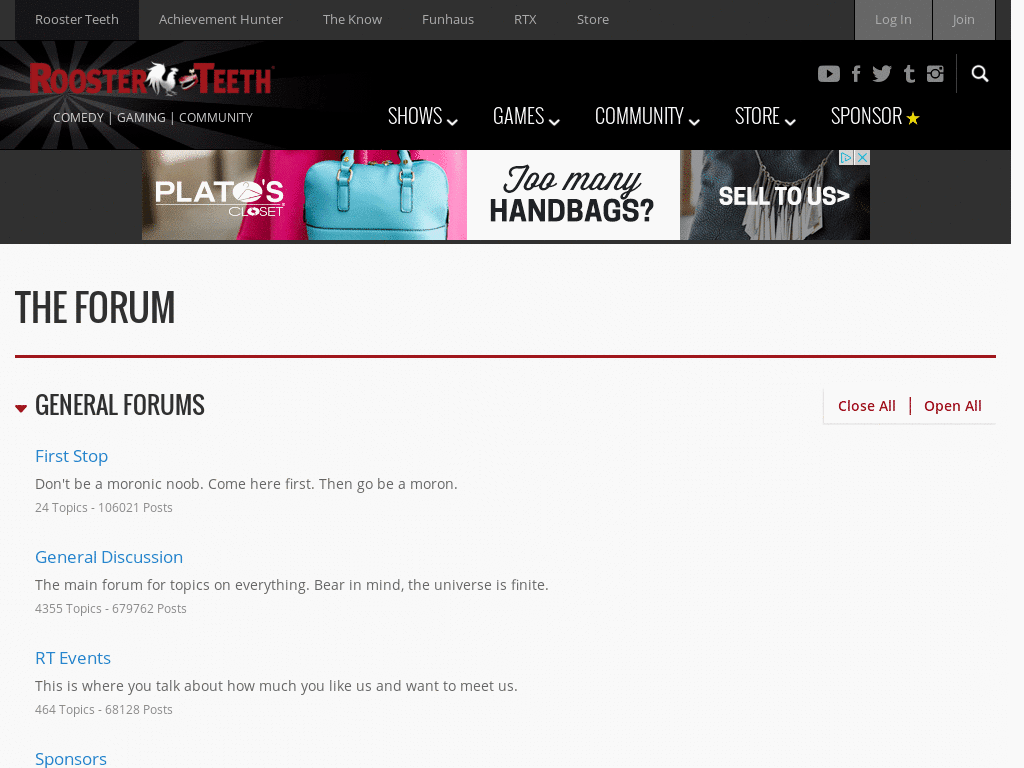 Rooster Teeth Achievement Hunter The Know Funhaus RTX Store Log In Join
ROOSTER TEETH
COMEDY | GAMING | COMMUNITY
SHOWS GAMES COMMUNITY STORE SPONSOR
PLATO'S CLOSET
Too many HANDBAGS?
SELL TO US>
THE FORUM
GENERAL FORUMS
Close All | Open All
First Stop
Don't be a moronic noob. Come here first. Then go be a moron.
24 Topics - 106021 Posts
General Discussion
The main forum for topics on everything. Bear in mind, the universe is finite.
4355 Topics - 679762 Posts
RT Events
This is where you talk about how much you like us and want to meet us.
464 Topics - 68128 Posts
Sponsors